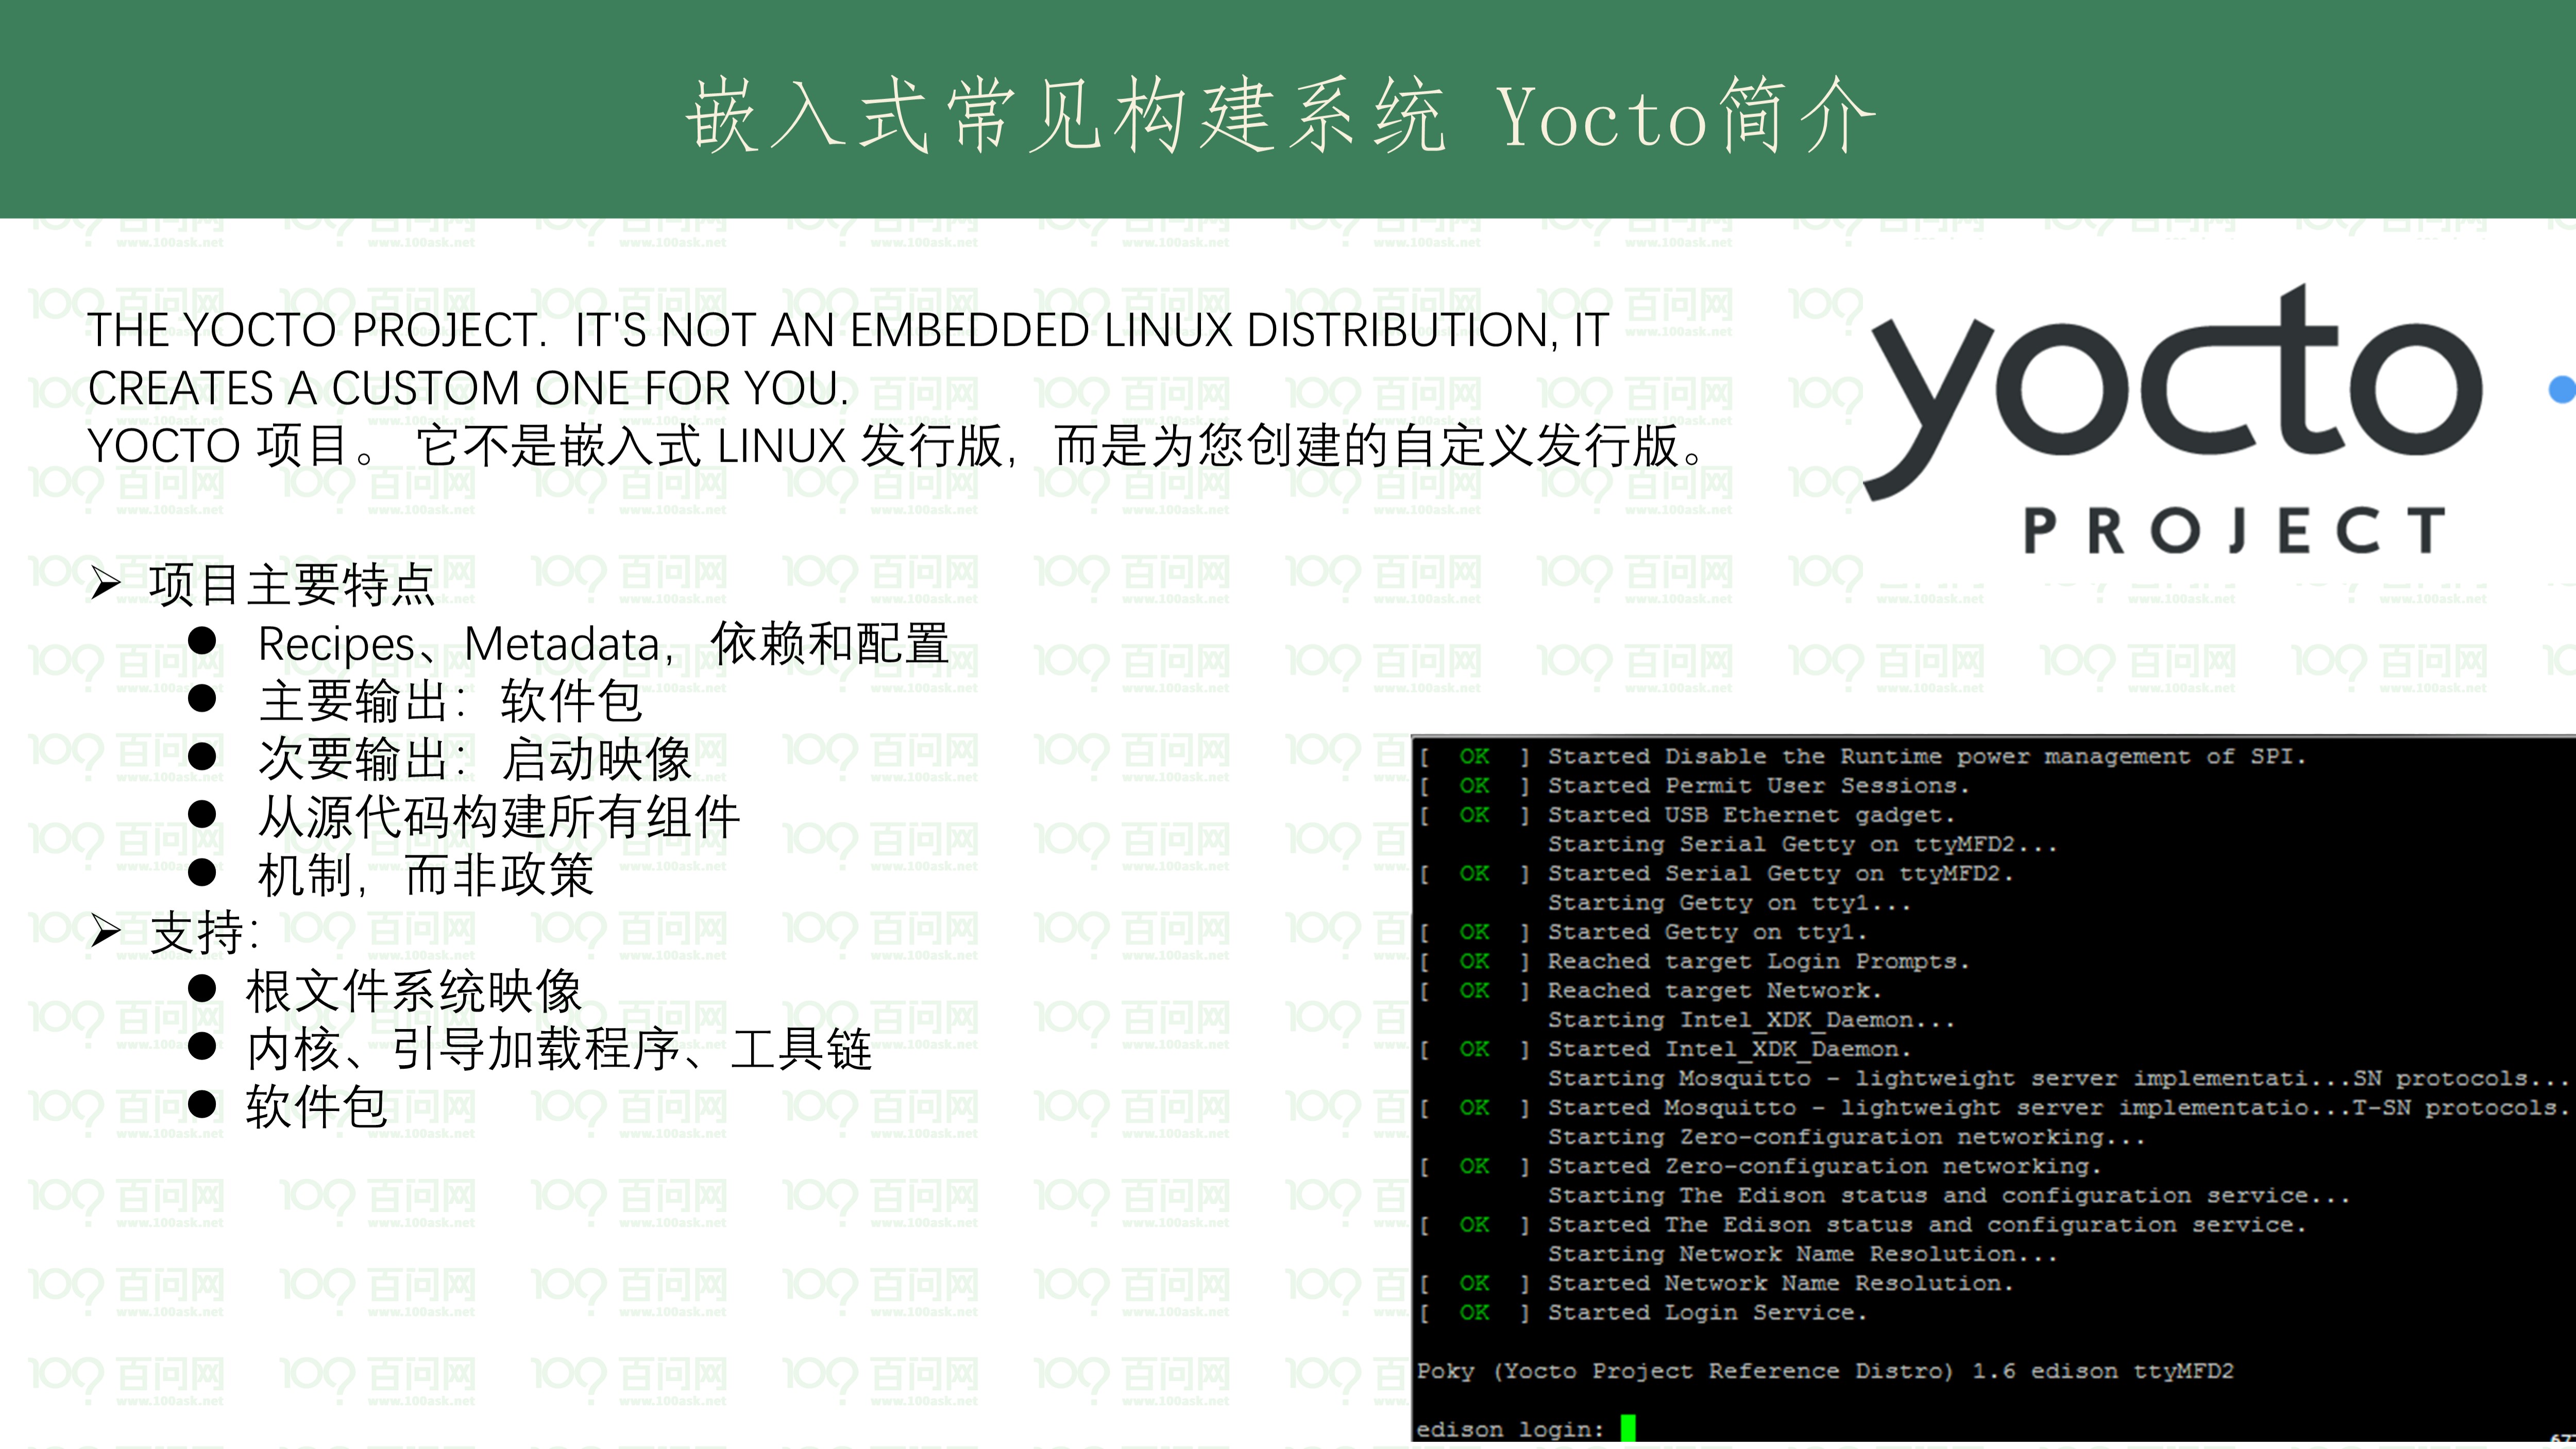 嵌入式常见构建系统 Yocto简介
THE YOCTO PROJECT. IT'S NOT AN EMBEDDED LINUX DISTRIBUTION, IT
CREATES A CUSTOM ONE FOR YOU.
YOCTO 项目。 它不是嵌入式 LINUX 发行版，而是为您创建的自定义发行版。
yocto
PROJECT
➢ 项目主要特点
● Recipes、Metadata，依赖和配置
● 主要输出：软件包
● 次要输出：启动映像
● 从源代码构建所有组件
● 机制，而非政策
➢ 支持：
● 根文件系统映像
● 内核、引导加载程序、工具链
● 软件包
[ OK ] Started Disable the Runtime power management of SPI.
[ OK ] Started Permit User Sessions.
[ OK ] Started USB Ethernet gadget.
Starting Serial Getty on ttyMFD2...
[ OK ] Started Serial Getty on ttyMFD2.
Starting Getty on tty1...
[ OK ] Started Getty on tty1.
[ OK ] Reached target Login Prompts.
[ OK ] Reached target Network.
Starting Intel_XDK_Daemon...
[ OK ] Started Intel_XDK_Daemon.
Starting Mosquitto - lightweight server implementati...SN protocols...
[ OK ] Started Mosquitto - lightweight server implementatio...T-SN protocols.
Starting Zero-configuration networking...
[ OK ] Started Zero-configuration networking.
Starting The Edison status and configuration service...
[ OK ] Started The Edison status and configuration service.
Starting Network Name Resolution...
[ OK ] Started Network Name Resolution.
[ OK ] Started Login Service.
Poky (Yocto Project Reference Distro) 1.6 edison ttyMFD2
edison login:
100 百问网
www.100ask.net